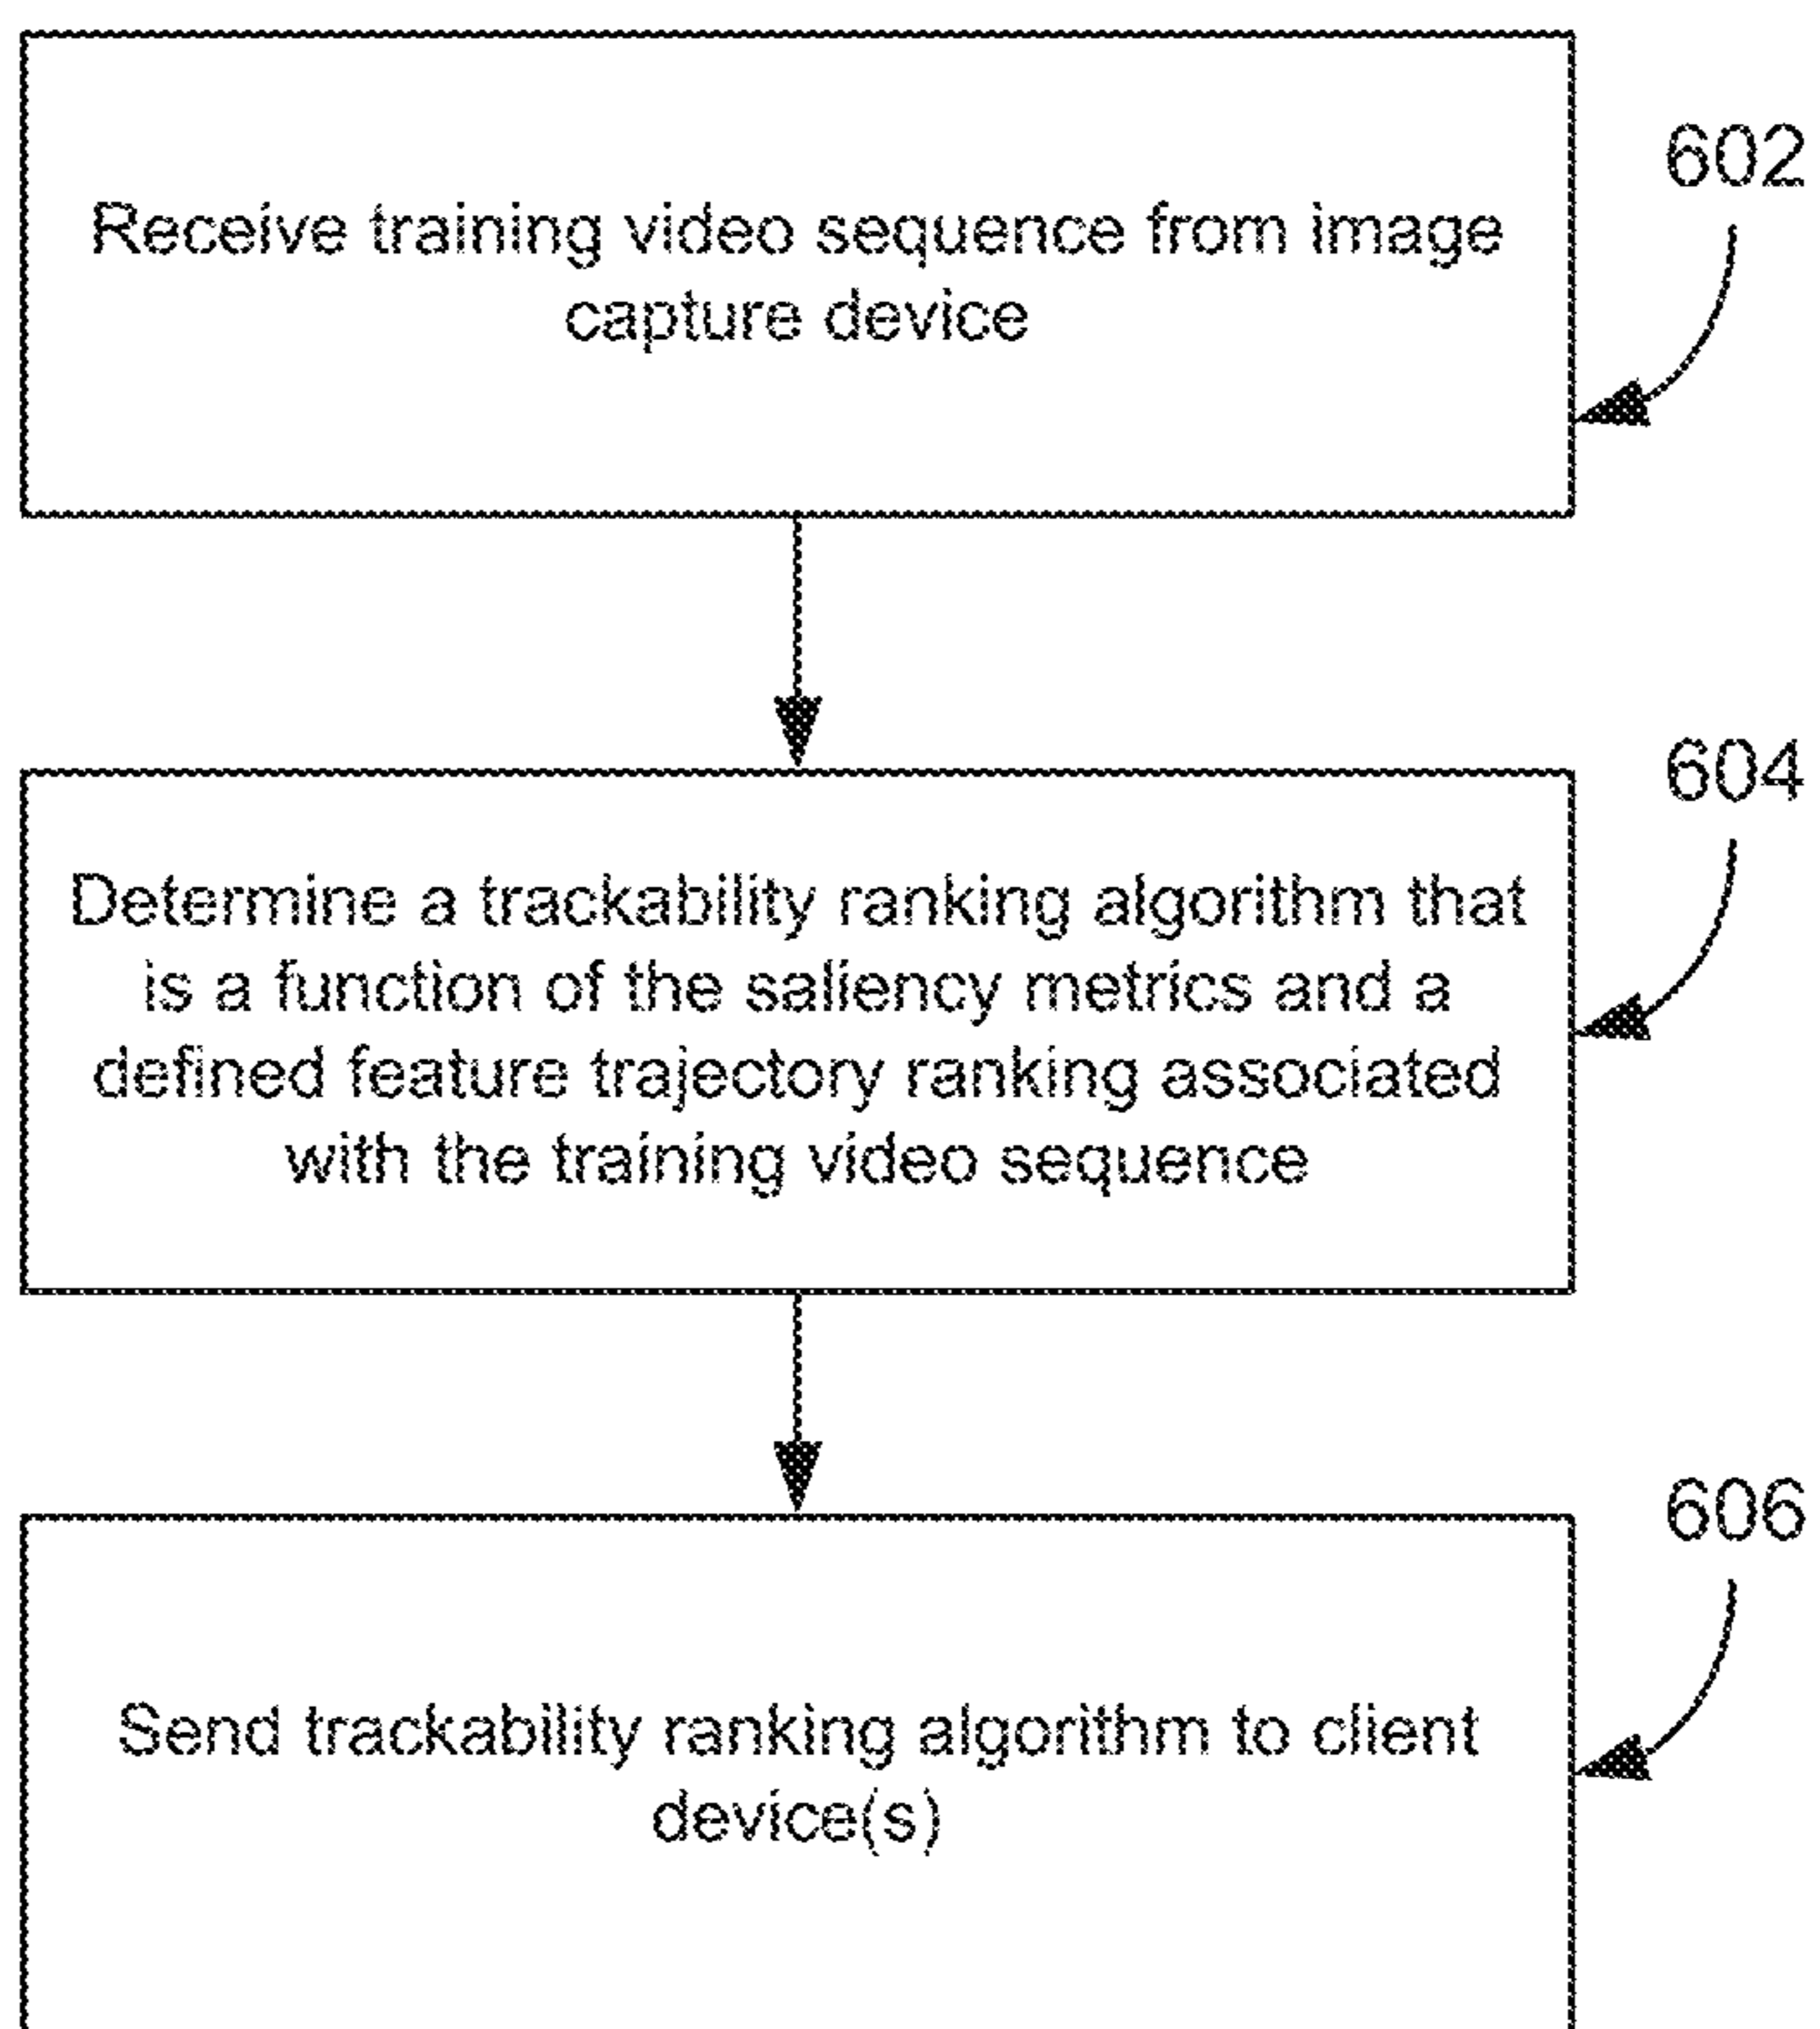 602
Receive training video sequence from image
capture device
604
Determine a trackability ranking algorithm that
is a function of the saliency metrics and a
defined feature trajectory ranking associated
with the training video sequence
606
Send trackability ranking algorithm to client
device(s)